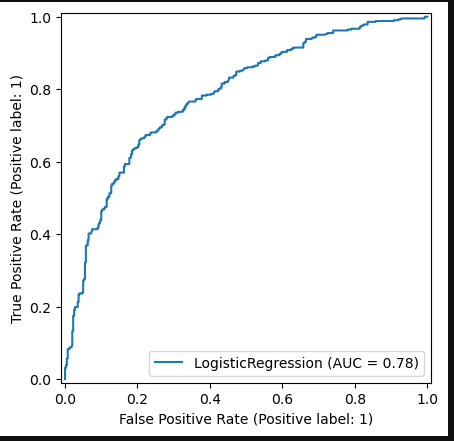 1.0
0.8
0.6
0.4
0.2
0.0
True Positive Rate (Positive label: 1)
LogisticRegression (AUC = 0.78)
0.0 0.2 0.4 0.6 0.8 1.0
False Positive Rate (Positive label: 1)